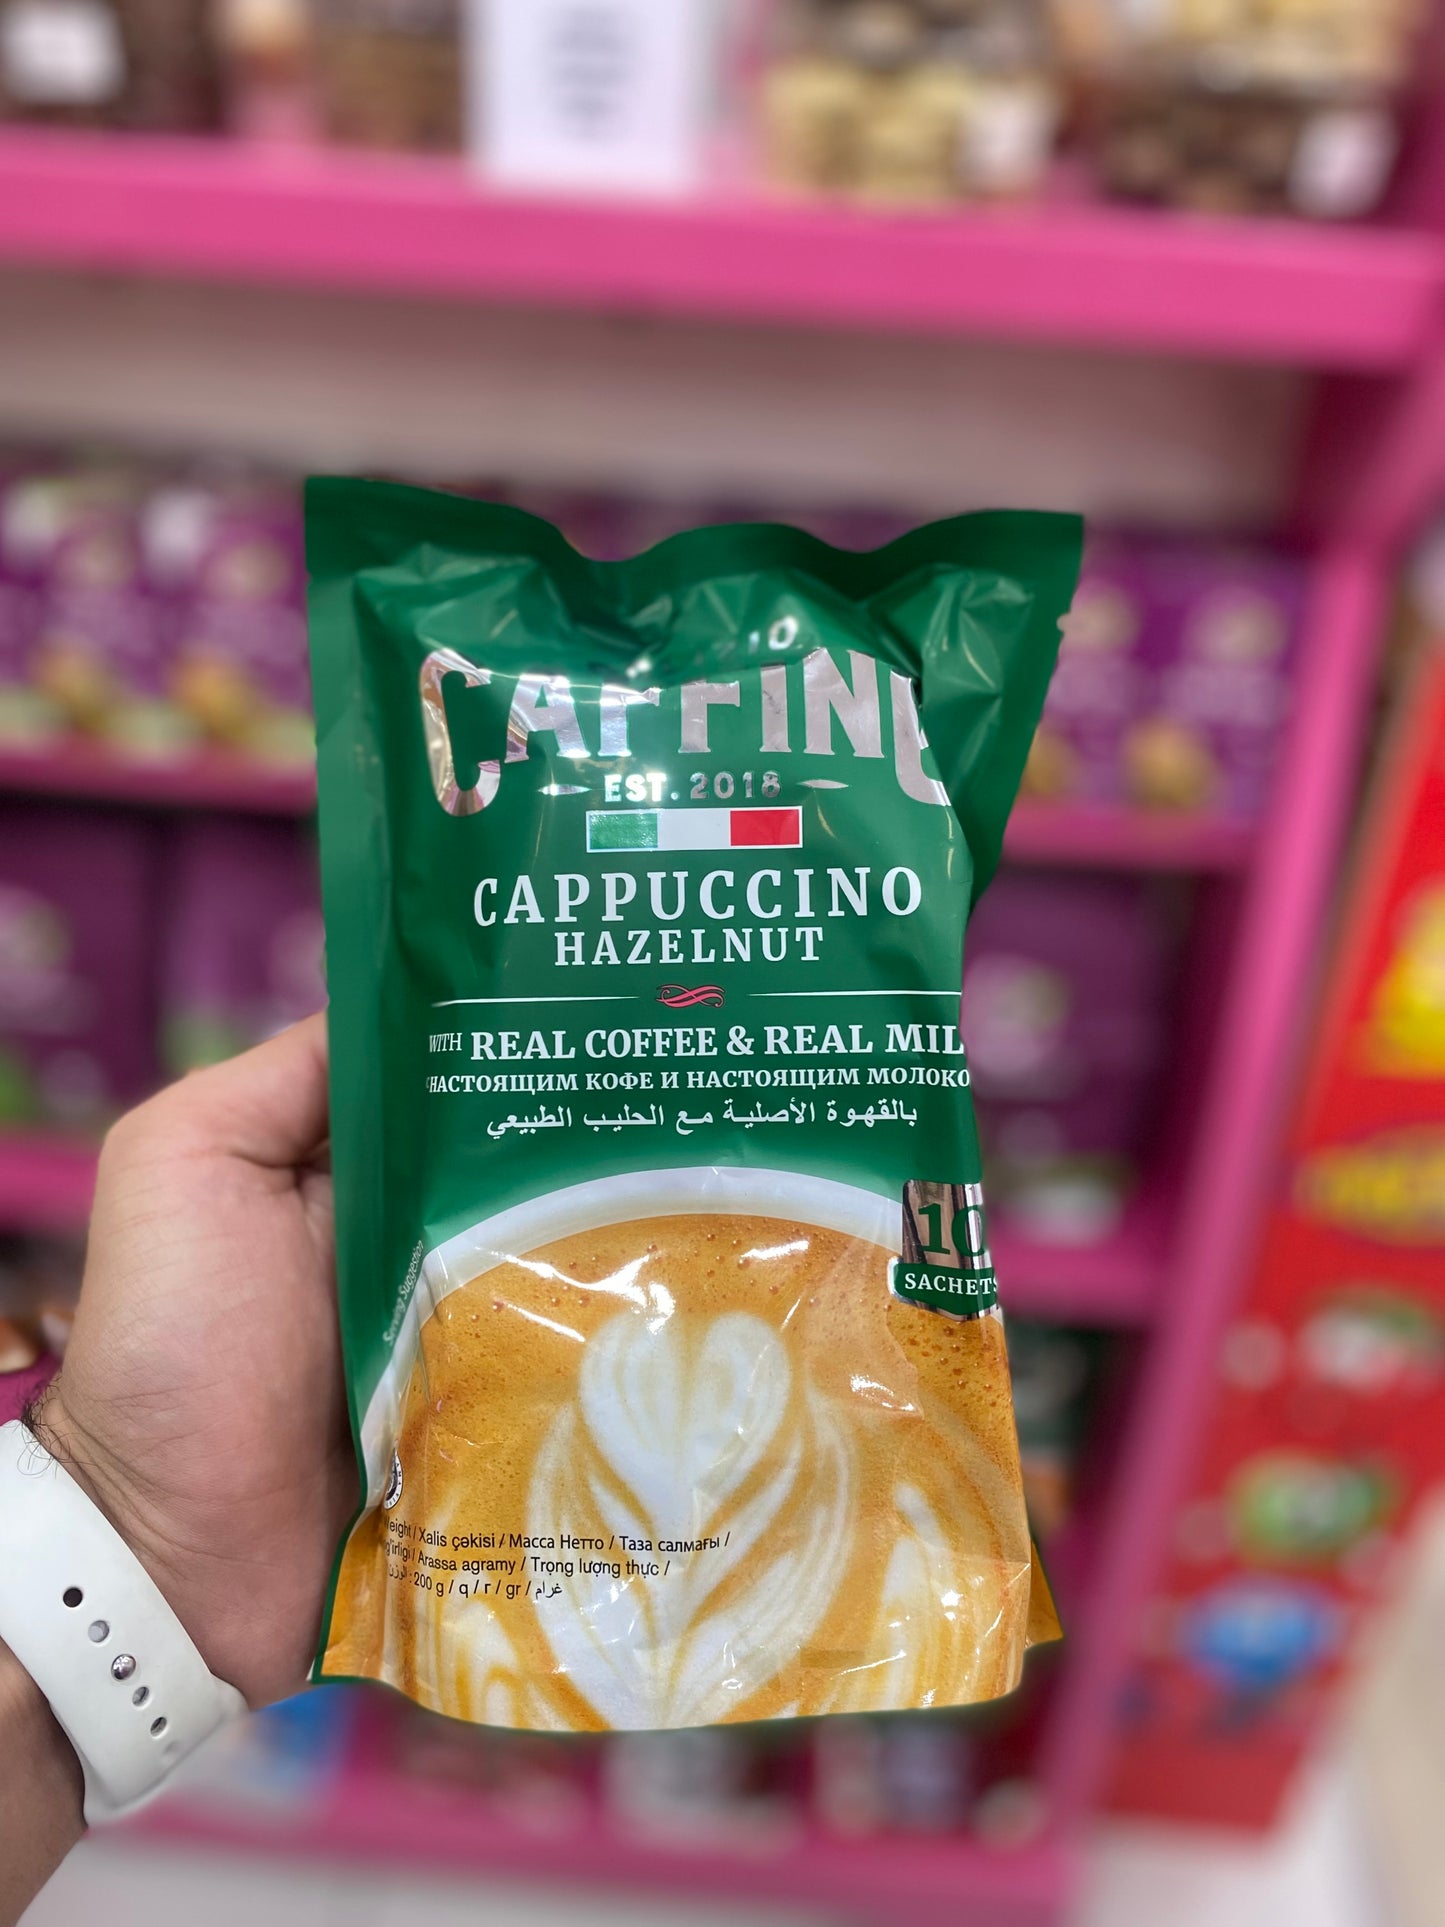 CAFFINO
EST. 2018
CAPPUCCINO
HAZELNUT
WITH REAL COFFEE & REAL MIL
НАСТОЯЩИМ КОФЕ И НАСТОЯЩИМ МОЛОКО
بالقهوة الأصلية مع الحليب الطبيعي
10
SACHETS
Serving Suggestion
Weight / Xalis çəkisi / Масса Нетто / Таза салмағы /
g'irligi / Arassa agramy / Trọng lượng thực /
الوزن : 200 g / q / г / gr / غرام